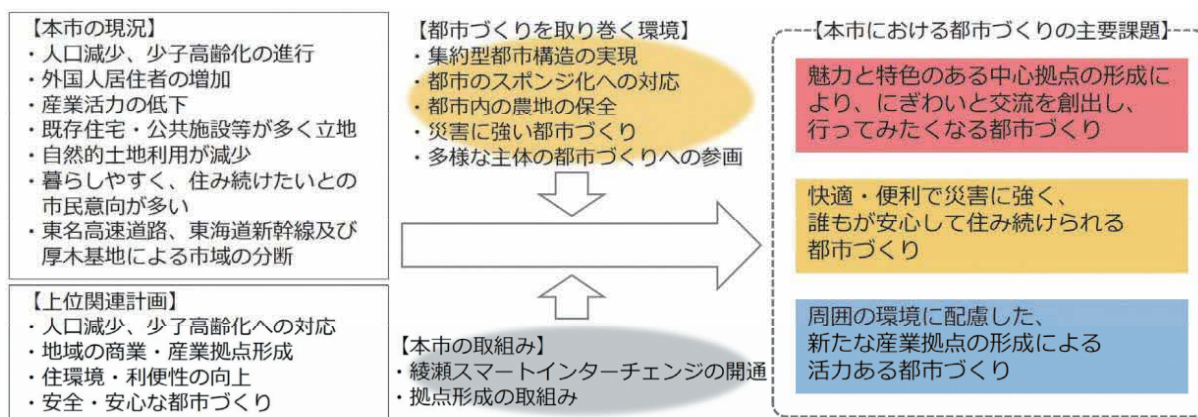 【本市の現況】
・人口減少、少子高齢化の進行
・外国人居住者の増加
・産業活力の低下
・既存住宅・公共施設等が多く立地
・自然的土地利用が減少
・暮らしやすく、住み続けたいとの
市民意向が多い
・東名高速道路、東海道新幹線及び
厚木基地による市域の分断
【上位関連計画】
・人口減少、少了高齢化への対応
・地域の商業・産業拠点形成
・住環境・利便性の向上
・安全・安心な都市づくり
【都市づくりを取り巻く環境】
・集約型都市構造の実現
・都市のスポンジ化への対応
・都市内の農地の保全
・災害に強い都市づくり
・多様な主体の都市づくりへの参画
【本市の取組み】
・綾瀬スマートインターチェンジの開通
・拠点形成の取組み
【本市における都市づくりの主要課題】
魅力と特色のある中心拠点の形成に
より、にぎわいと交流を創出し、
行ってみたくなる都市づくり
快適・便利で災害に強く、
誰もが安心して住み続けられる
都市づくり
周囲の環境に配慮した、
新たな産業拠点の形成による
活力ある都市づくり